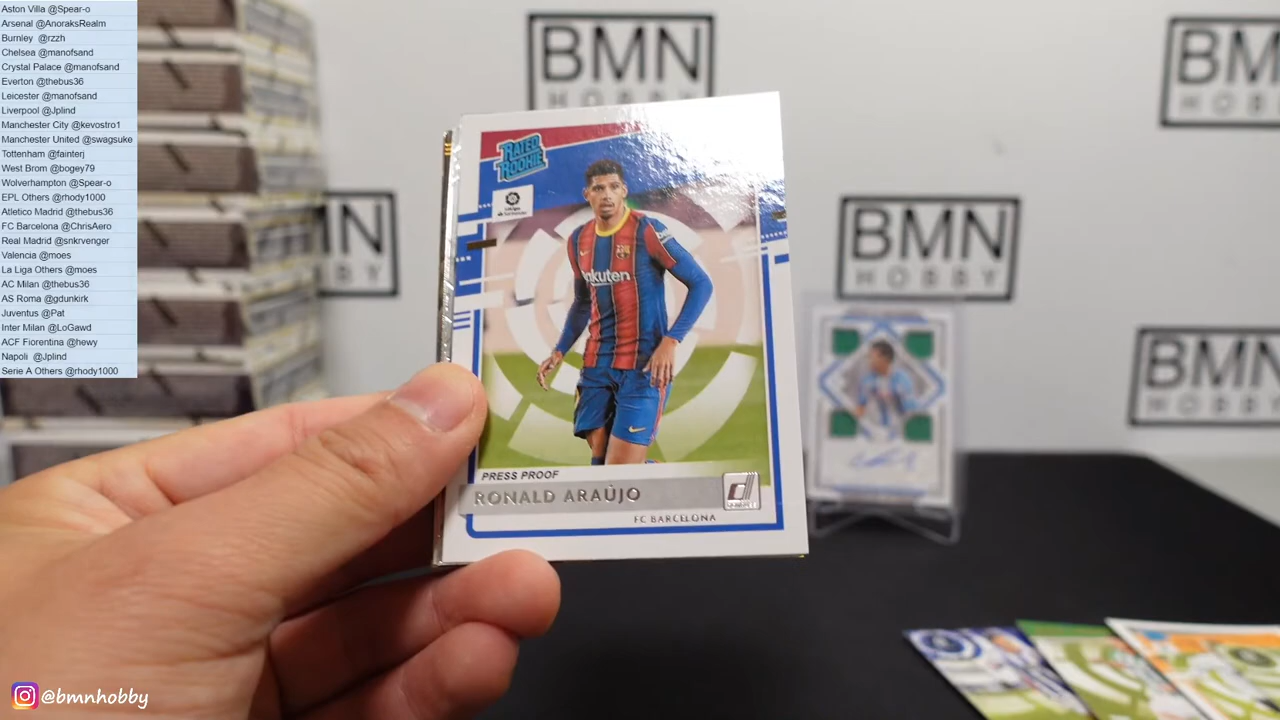 Aston Villa @Spear-o
Arsenal @AnoraksRealm
Burnley @rzzh
Chelsea @manofsand
Crystal Palace @manofsand
Everton @thebus36
Leicester @manofsand
Liverpool @Jplind
Manchester City @kevostro1
Manchester United @swagsuke
Tottenham @fainterj
West Brom @bogey79
Wolverhampton @Spear-o
EPL Others @rhody1000
Atletico Madrid @thebus36
FC Barcelona @ChrisAero
Real Madrid @snkrvenger
Valencia @moes
La Liga Others @moes
AC Milan @thebus36
AS Roma @gdunkirk
Juventus @Pat
Inter Milan @LoGawd
ACF Fiorentina @hewy
Napoli @Jplind
Serie A Others @rhody1000
BMN
HOBBY
BMN
HOBBY
BMN
HOBBY
RATED
ROOKIE
LaLiga
Santander
Rakuten
PRESS PROOF
RONALD ARAÚJO
FC BARCELONA
@bmnhobby